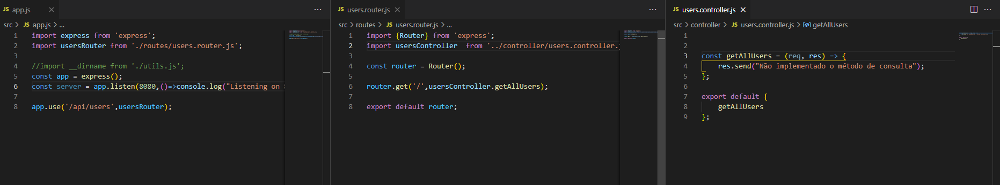 JS app.js
src > JS app.js > ...
1 import express from 'express';
2 import usersRouter from './routes/users.router.js';
3
4 //import __dirname from './utils.js';
5 const app = express();
6 const server = app.listen(8080,()=>console.log("Listening on
7
8 app.use('/api/users',usersRouter);
JS users.router.js
src > routes > JS users.router.js > ...
1 import {Router} from 'express';
2 import usersController  from '../controller/users.controller.
3
4 const router = Router();
5
6 router.get('/',usersController.getAllUsers);
7
8 export default router;
JS users.controller.js
src > controller > JS users.controller.js > getAllUsers
1
2
3 const getAllUsers = (req, res) => {
4     res.send("Não implementado o método de consulta");
5 };
6
7 export default {
8     getAllUsers
9 };